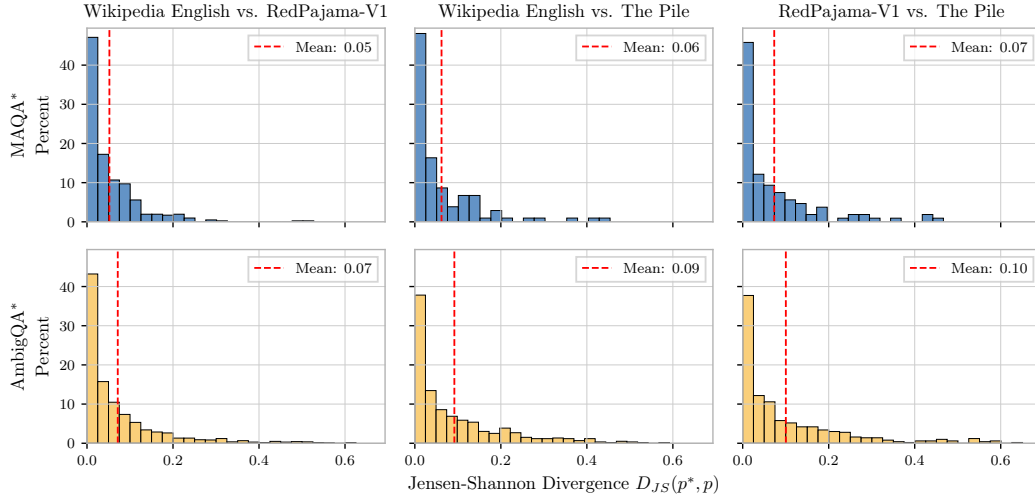 Wikipedia English vs. RedPajama-V1
Wikipedia English vs. The Pile
RedPajama-V1 vs. The Pile
MAQA*
Percent
40
30
20
10
0
Mean: 0.05
Mean: 0.06
Mean: 0.07
AmbigQA*
Percent
40
30
20
10
0
Mean: 0.07
Mean: 0.09
Mean: 0.10
0.0 0.2 0.4 0.6
0.0 0.2 0.4 0.6
0.0 0.2 0.4 0.6
Jensen-Shannon Divergence D_{JS}(p*, p)